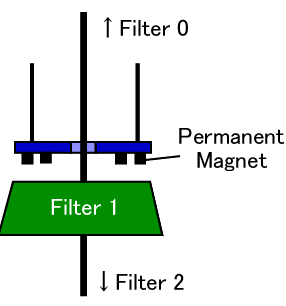 ↑ Filter 0
Permanent
Magnet
Filter 1
↓ Filter 2